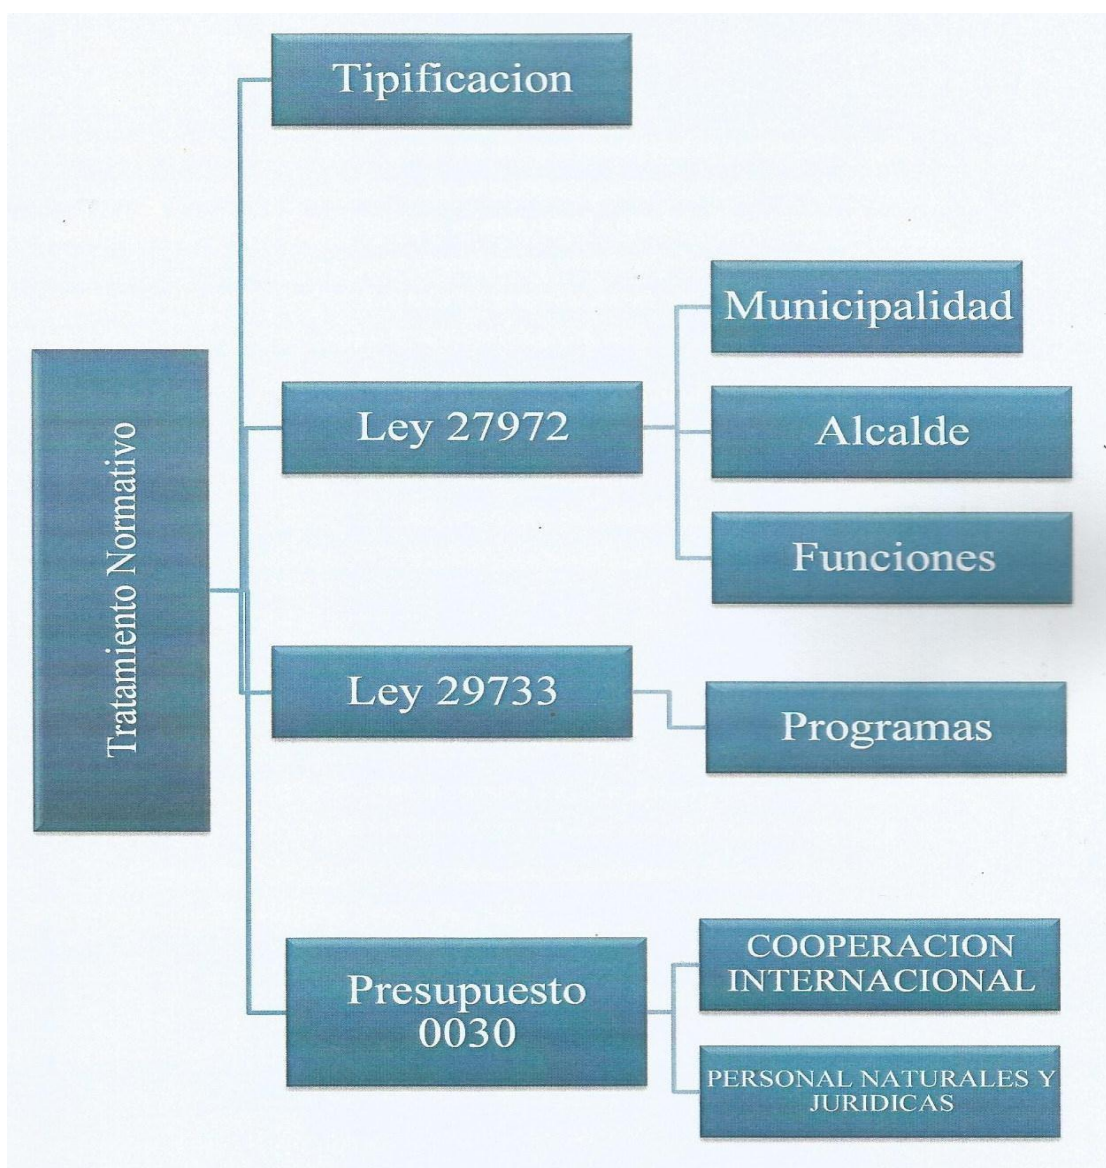 Tratamiento Normativo
Tipificacion
Ley 27972
Municipalidad
Alcalde
Funciones
Ley 29733
Programas
Presupuesto
0030
COOPERACION
INTERNACIONAL
PERSONAL NATURALES Y
JURIDICAS